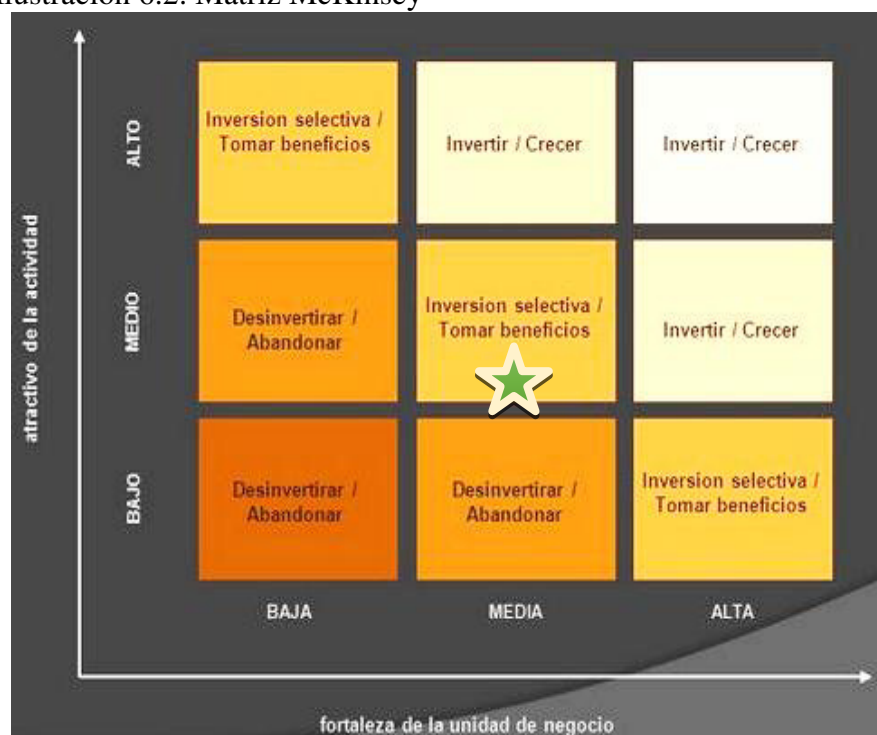 Ilustración 6.2. Matriz McKinsey
atractivo de la actividad
ALTO
Inversion selectiva /
Tomar beneficios
Invertir / Crecer
Invertir / Crecer
MEDIO
Desinvertirar /
Abandonar
Inversion selectiva /
Tomar beneficios
Invertir / Crecer
BAJO
Desinvertirar /
Abandonar
Desinvertirar /
Abandonar
Inversion selectiva /
Tomar beneficios
BAJA
MEDIA
ALTA
fortaleza de la unidad de negocio